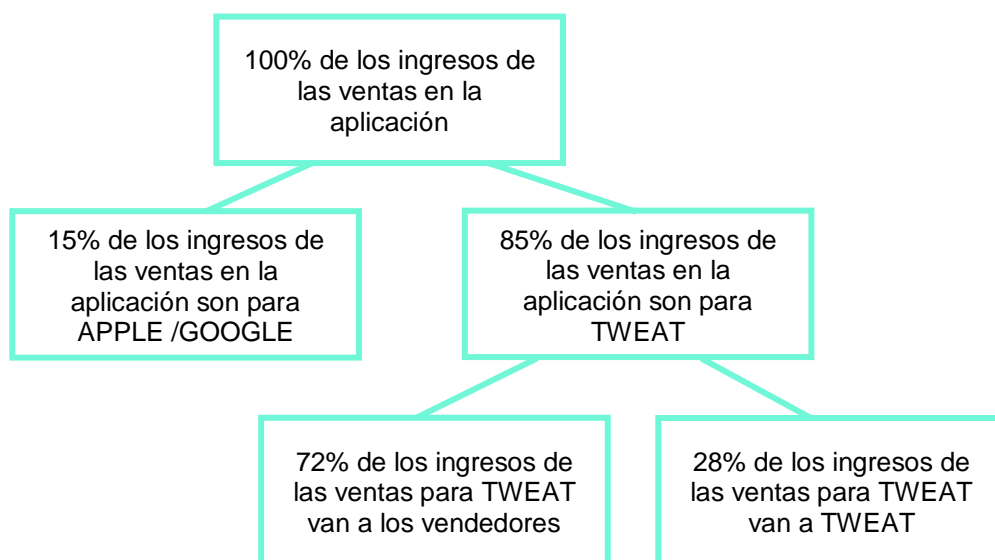 100% de los ingresos de
las ventas en la
aplicación
15% de los ingresos de
las ventas en la
aplicación son para
APPLE /GOOGLE
85% de los ingresos de
las ventas en la
aplicación son para
TWEAT
72% de los ingresos de
las ventas para TWEAT
van a los vendedores
28% de los ingresos de
las ventas para TWEAT
van a TWEAT